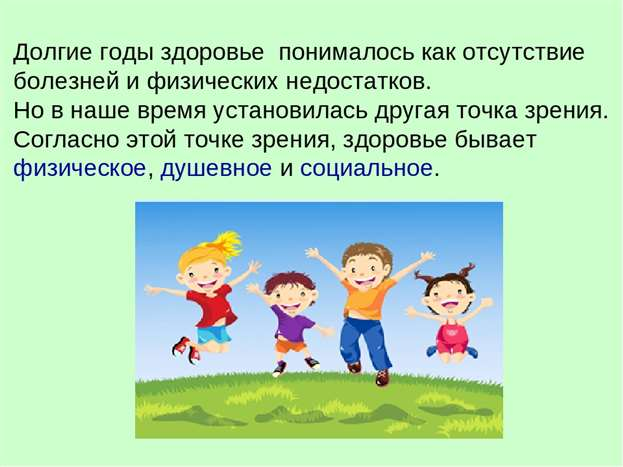 Долгие годы здоровье  понималось как отсутствие
болезней и физических недостатков.
Но в наше время установилась другая точка зрения.
Согласно этой точке зрения, здоровье бывает
физическое, душевное и социальное.